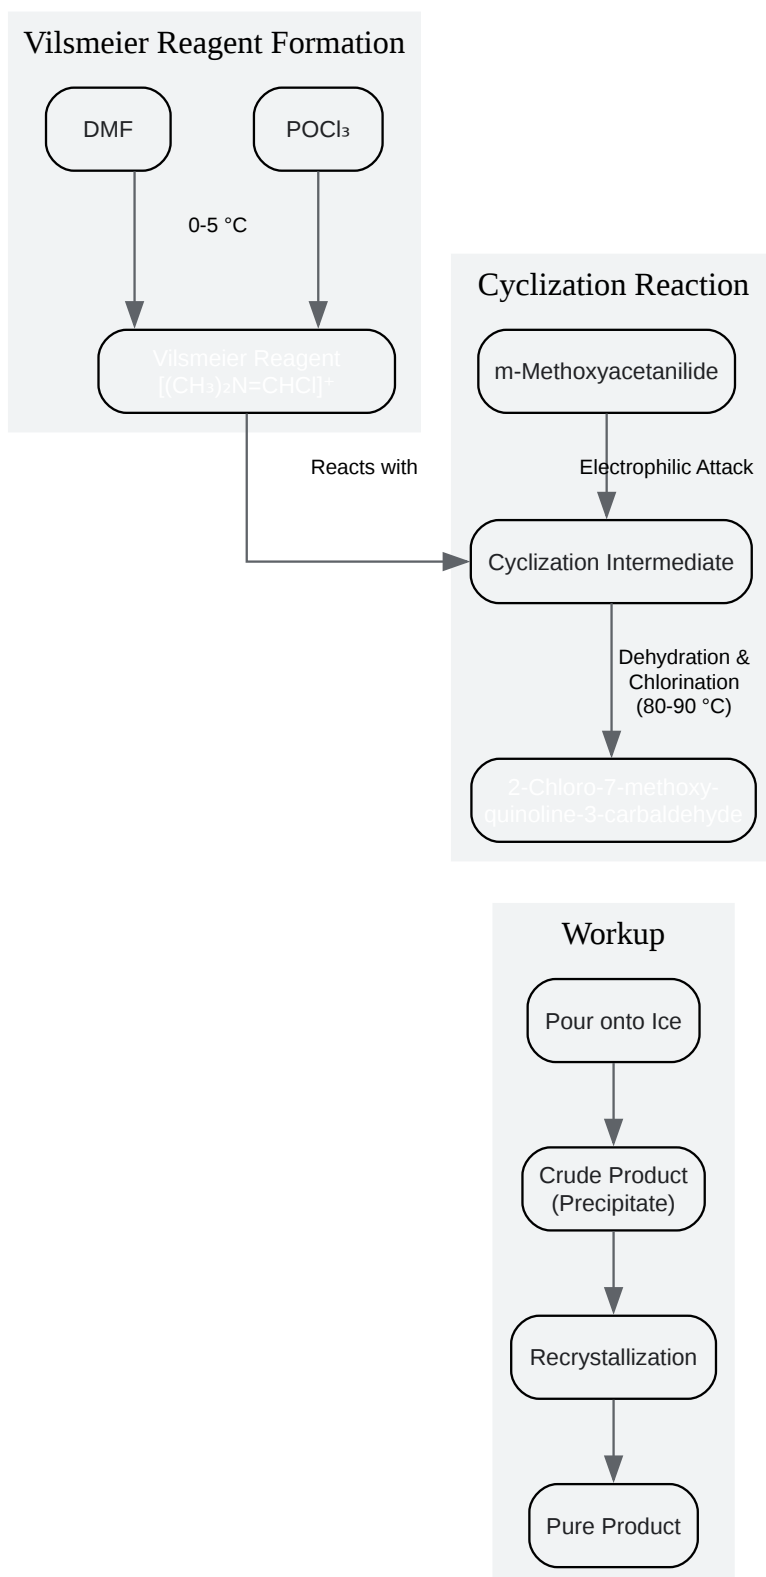 Vilsmeier Reagent Formation
DMF
POCl₃
0-5 °C
Vilsmeier Reagent
[(CH₃)₂N=CHCl]⁺
Reacts with
Cyclization Reaction
m-Methoxyacetanilide
Electrophilic Attack
Cyclization Intermediate
Dehydration &
Chlorination
(80-90 °C)
2-Chloro-7-methoxy-
quinoline-3-carbaldehyde
Workup
Pour onto Ice
Crude Product
(Precipitate)
Recrystallization
Pure Product